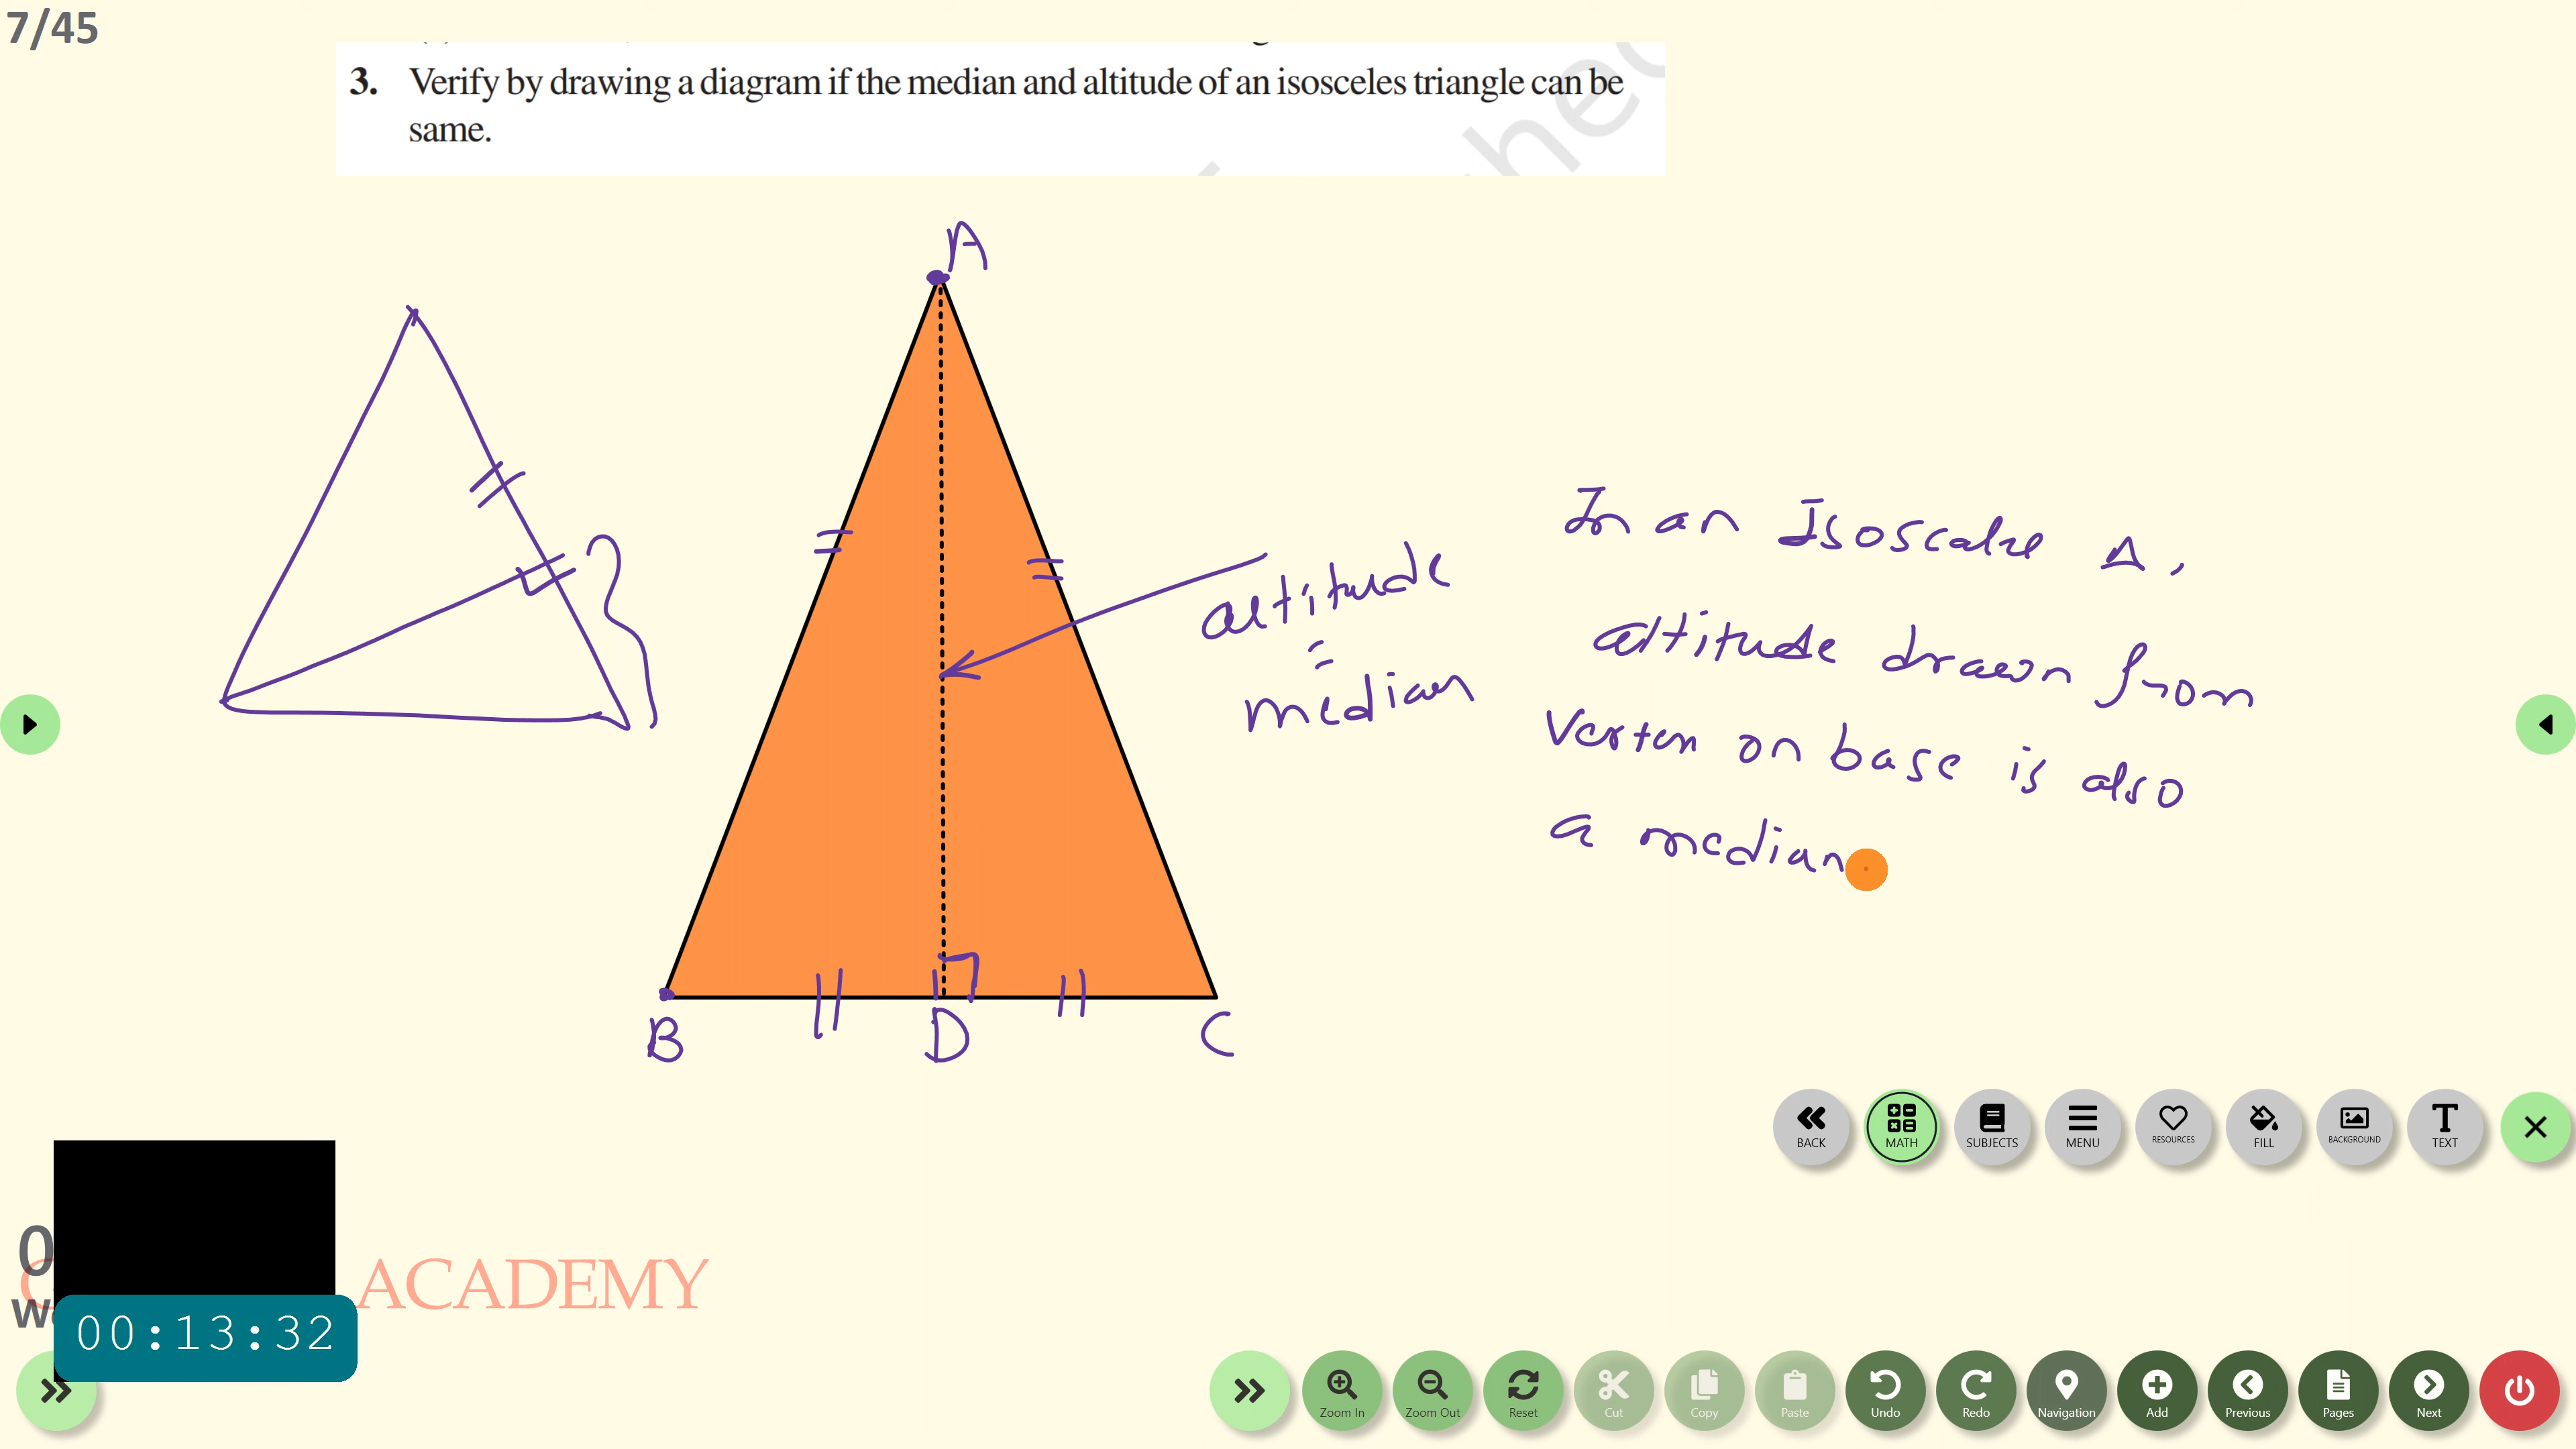 7/45
3. Verify by drawing a diagram if the median and altitude of an isosceles triangle can be
same.
A
altitude
=
median
In an Isoscalee Δ,
altitude drawn from
Vertex on base is also
a median
B
D
C
BACK
MATH
SUBJECTS
MENU
RESOURCES
FILL
BACKGROUND
TEXT
ACADEMY
00:13:32
Zoom In
Zoom Out
Reset
Cut
Copy
Paste
Undo
Redo
Navigation
Add
Previous
Pages
Next